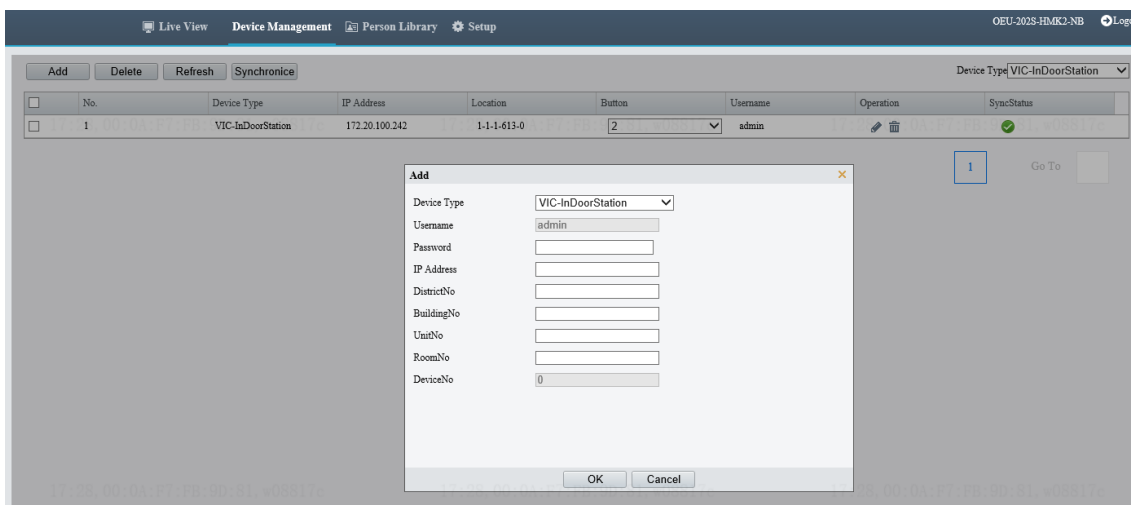 Live View Device Management Person Library Setup OEU-202S-HMK2-NB Logo
Add Delete Refresh Synchronice Device Type VIC-InDoorStation
No. Device Type IP Address Location Button Username Operation SyncStatus
1 VIC-InDoorStation 172.20.100.242 1-1-1-613-0 2 admin
1 Go To
Add
Device Type VIC-InDoorStation
Username admin
Password
IP Address
DistrictNo
BuildingNo
UnitNo
RoomNo
DeviceNo 0
OK Cancel